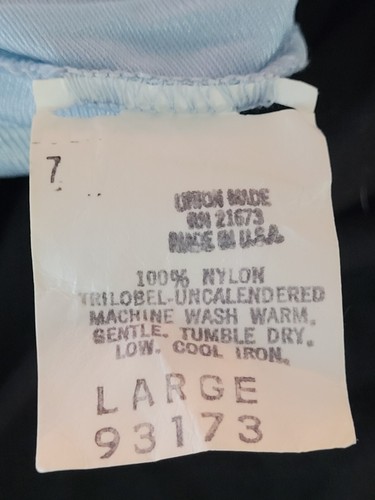 7
UNION MADE
RN 21673
MADE IN U.S.A.
100% NYLON
TRILOBEL-UNCALENDERED
MACHINE WASH WARM.
GENTLE. TUMBLE DRY.
LOW. COOL IRON.
LARGE
93173